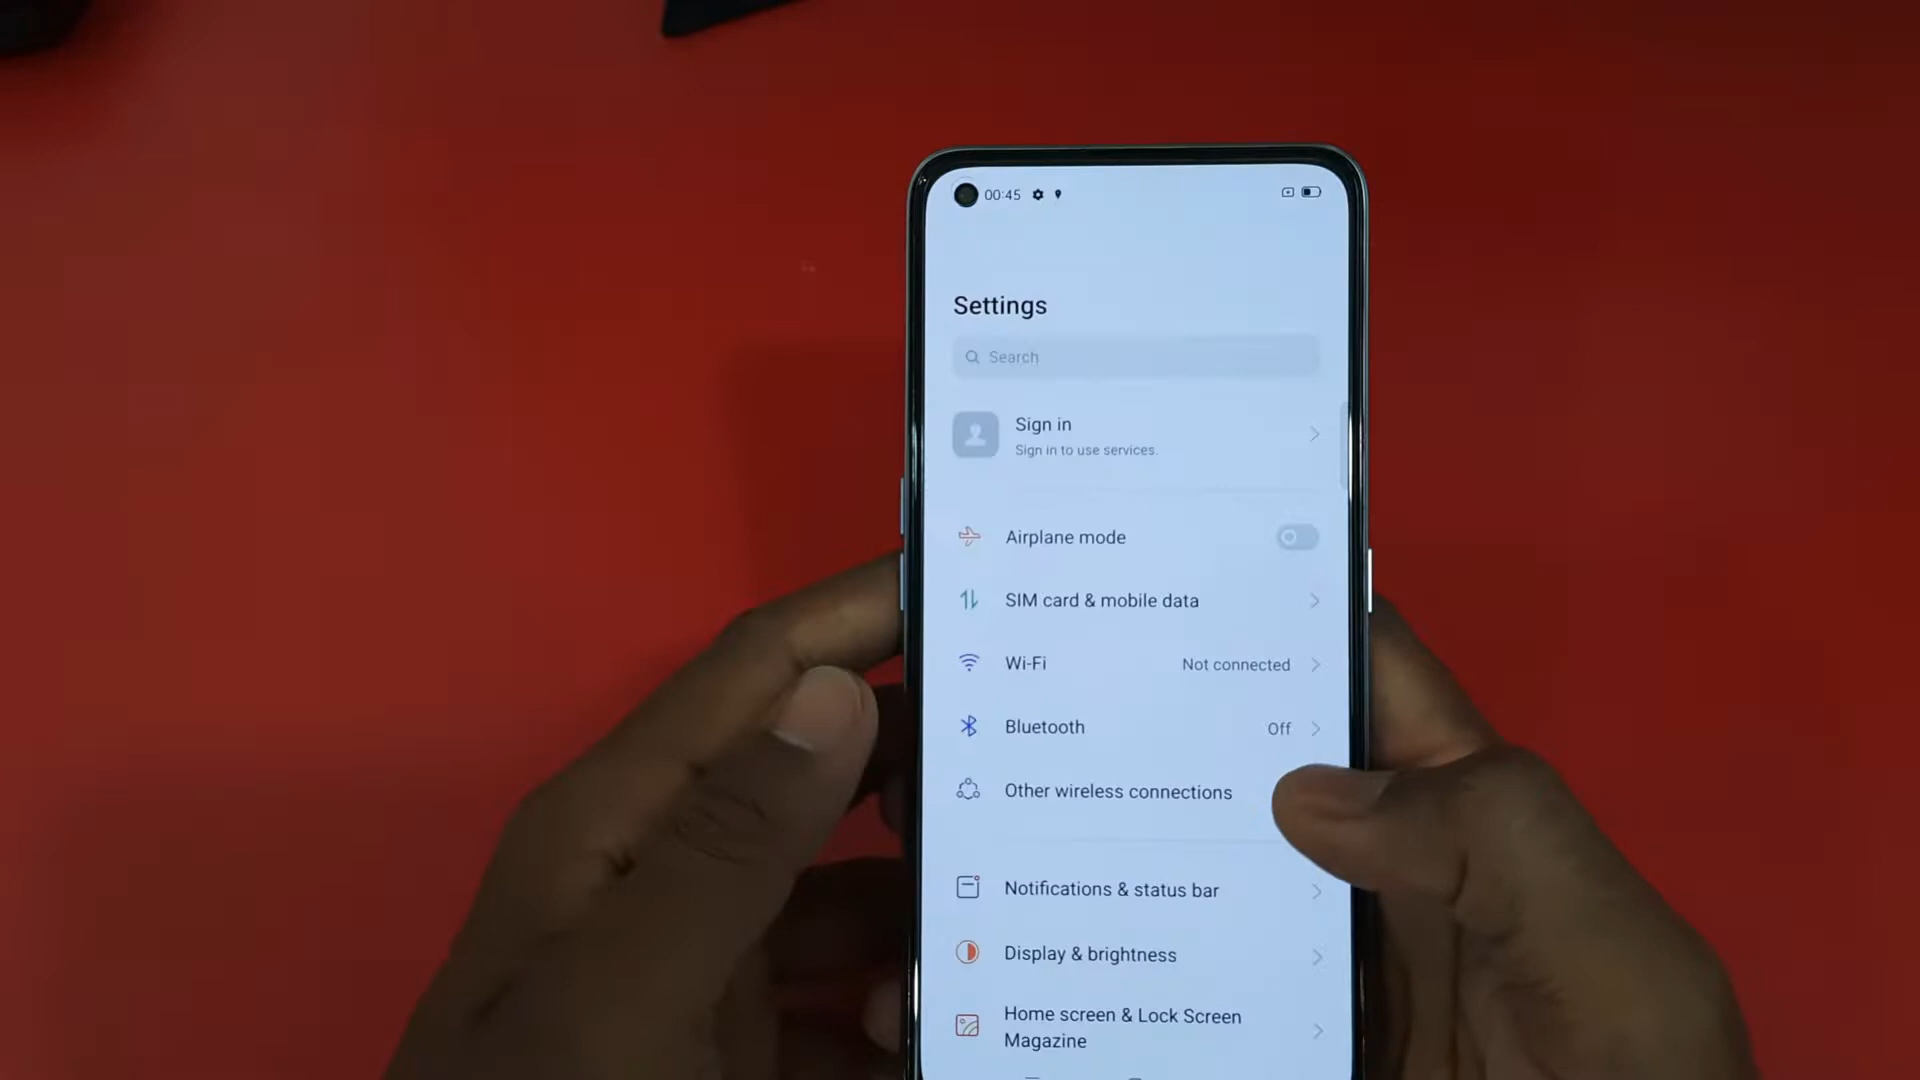 00:45
Settings
Search
Sign in
Sign in to use services.
Airplane mode
SIM card & mobile data
Wi-Fi
Not connected
Bluetooth
Off
Other wireless connections
Notifications & status bar
Display & brightness
Home screen & Lock Screen
Magazine